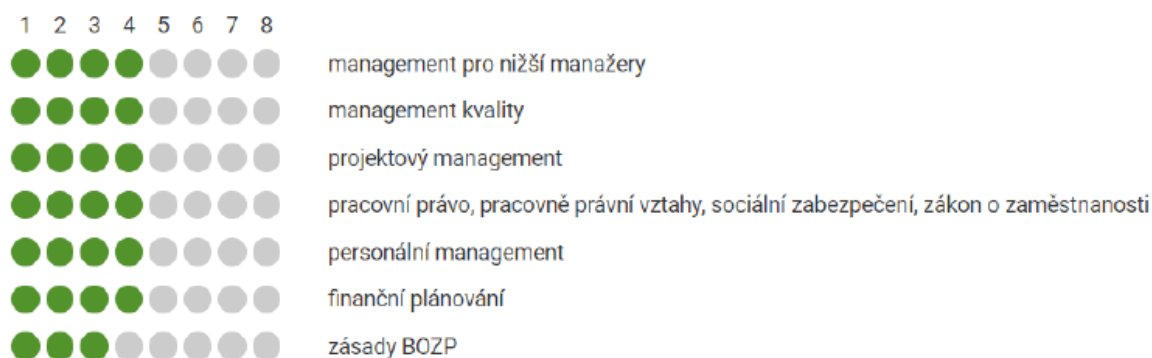 1 2 3 4 5 6 7 8
management pro nižší manažery
management kvality
projektový management
pracovní právo, pracovně právní vztahy, sociální zabezpečení, zákon o zaměstnanosti
personální management
finanční plánování
zásady BOZP